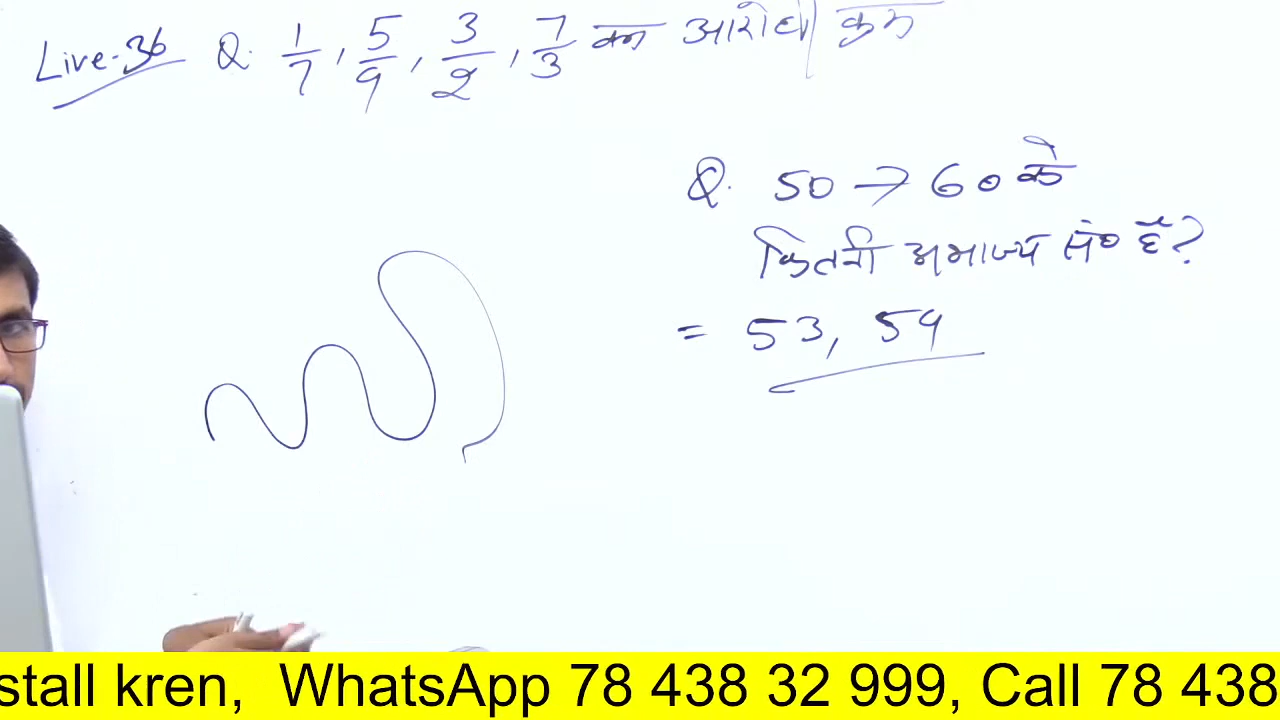 Live-36 Q. 1/7, 5/9, 3/2, 7/3 का आरोही क्रम
Q. 50 → 60 के
कितनी अभाज्य सं० हैं?
= 53, 59
stall kren, WhatsApp 78 438 32 999, Call 78 438